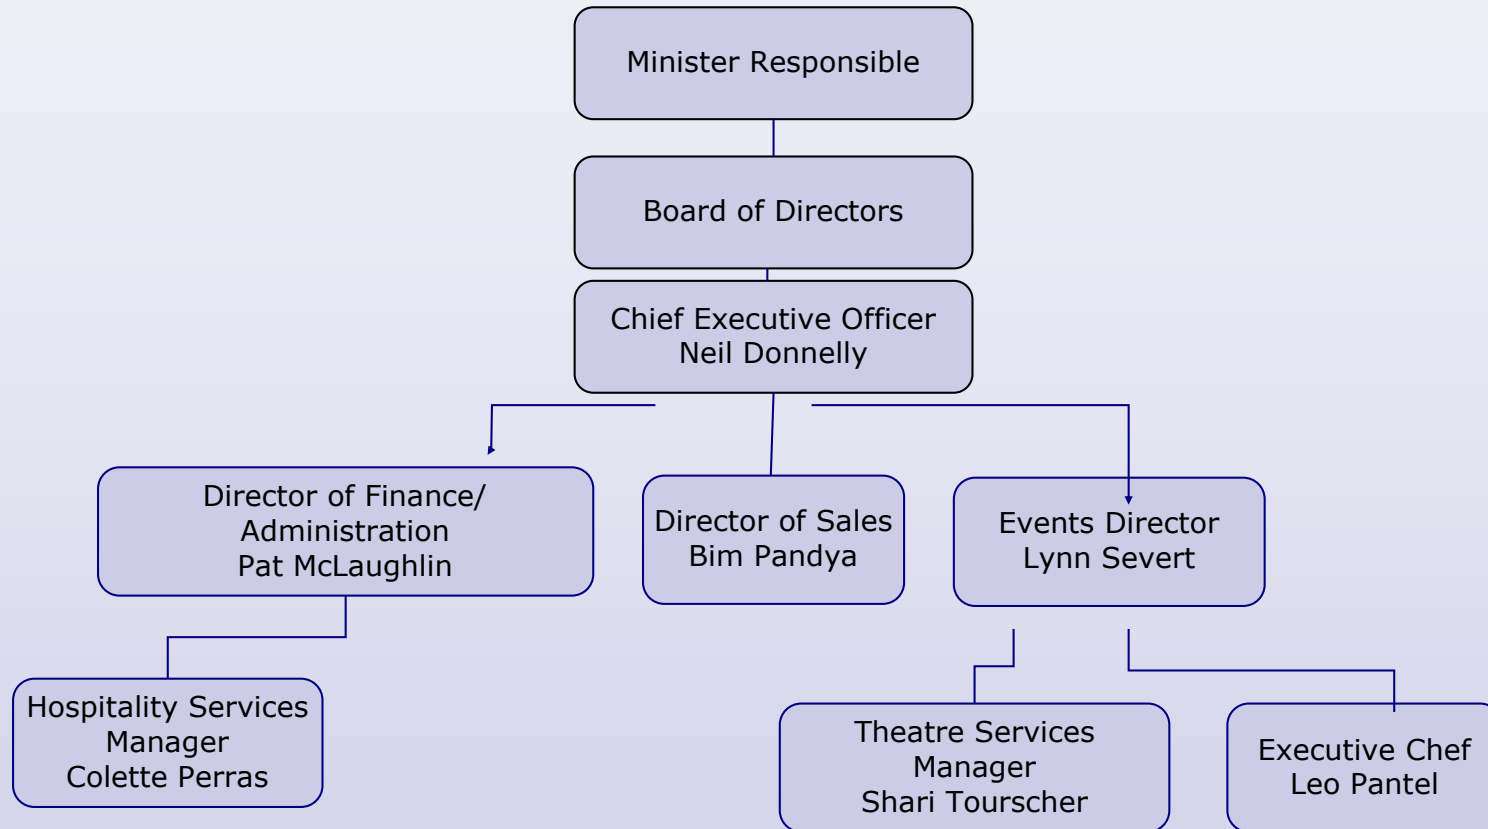 Minister Responsible
Board of Directors
Chief Executive Officer
Neil Donnelly
Director of Finance/
Administration
Pat McLaughlin
Director of Sales
Bim Pandya
Events Director
Lynn Severt
Hospitality Services
Manager
Colette Perras
Theatre Services
Manager
Shari Tourscher
Executive Chef
Leo Pantel